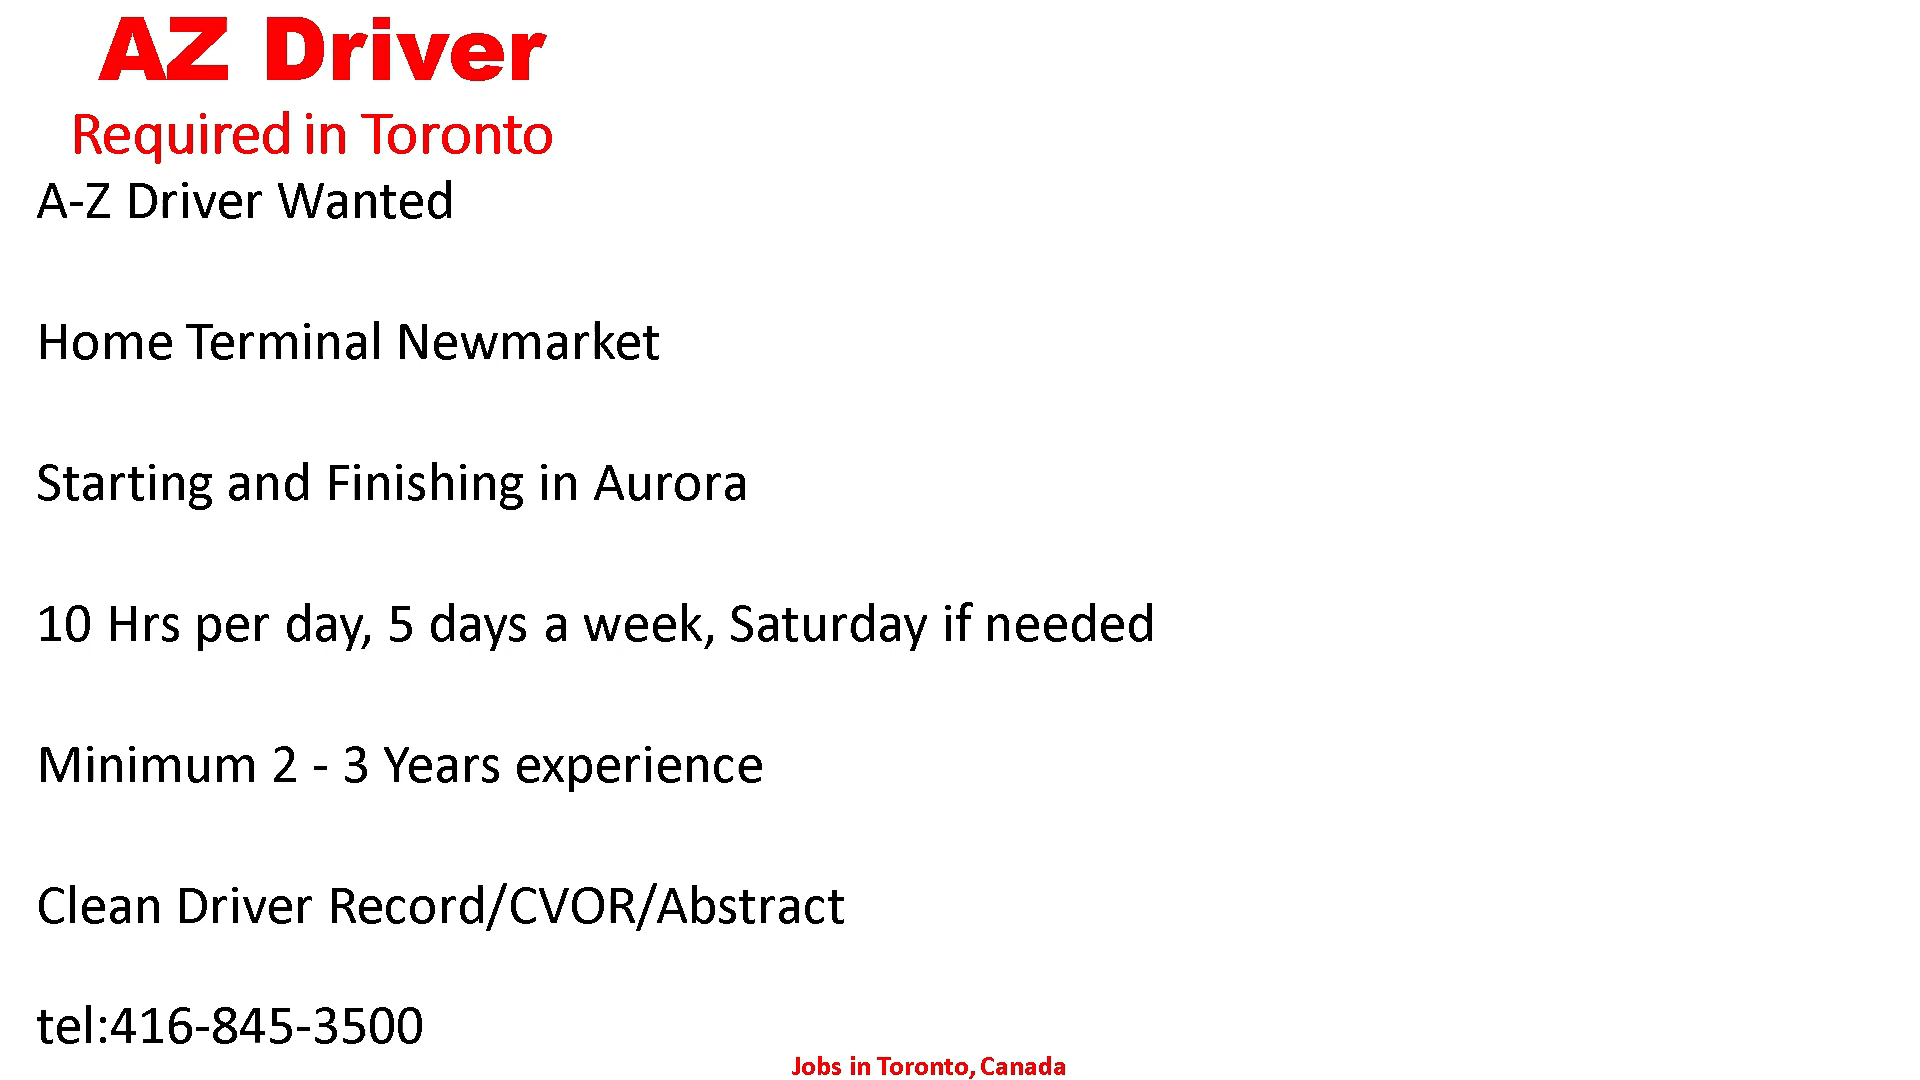 AZ Driver
Required in Toronto
A-Z Driver Wanted
Home Terminal Newmarket
Starting and Finishing in Aurora
10 Hrs per day, 5 days a week, Saturday if needed
Minimum 2 - 3 Years experience
Clean Driver Record/CVOR/Abstract
tel:416-845-3500
Jobs in Toronto, Canada